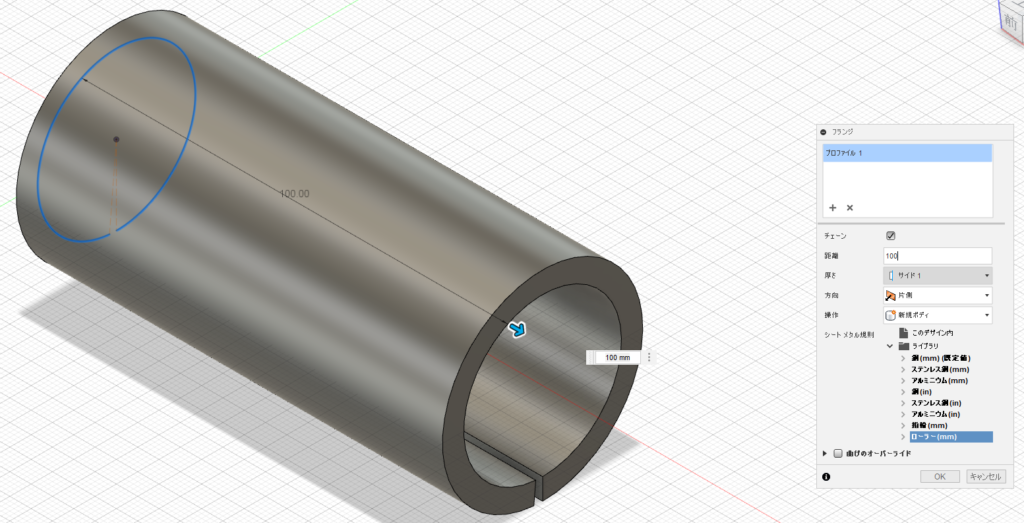 前
100.00
100 mm
フランジ
プロファイル 1
チェーン
距離
100
厚さ
サイド 1
方向
片側
操作
新規ボディ
シート メタル規則
このデザイン内
ライブラリ
鋼(mm) (既定値)
ステンレス鋼(mm)
アルミニウム(mm)
鋼(in)
ステンレス鋼(in)
アルミニウム(in)
指輪(mm)
ローラー(mm)
曲げのオーバーライド
OK
キャンセル